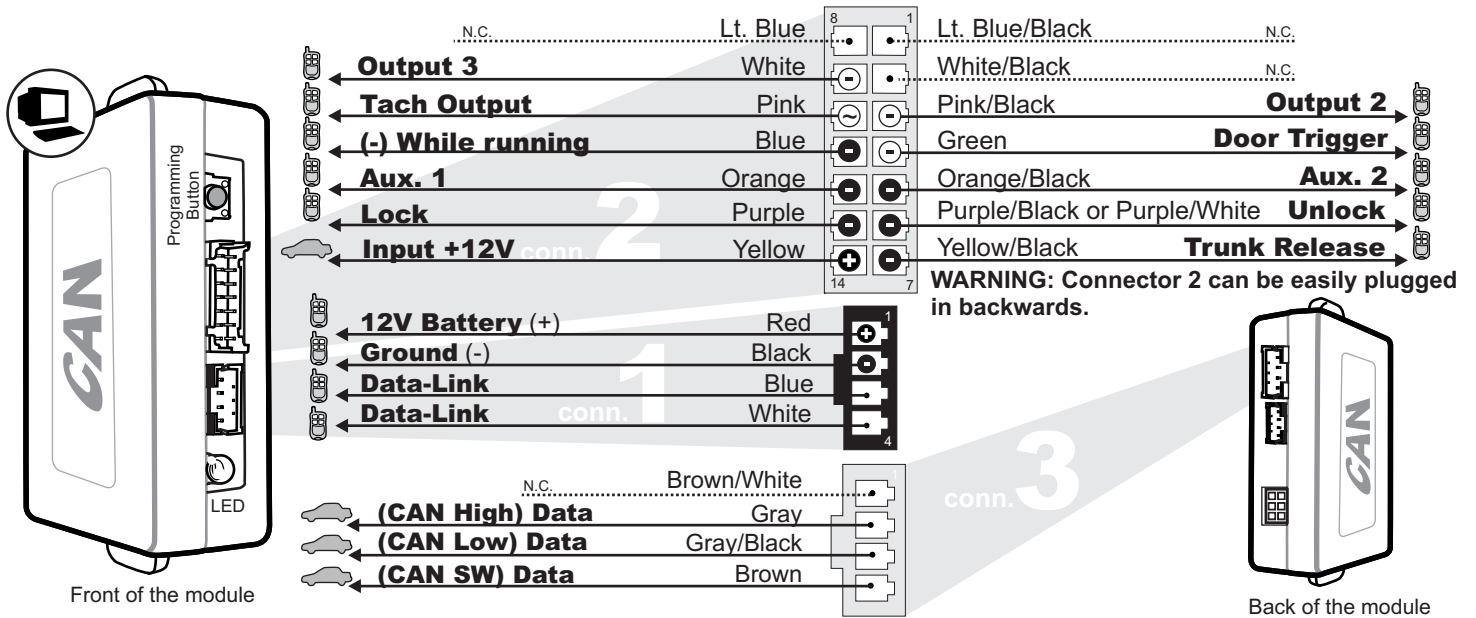 8 1
N.C. Lt. Blue Lt. Blue/Black N.C.
Output 3 White White/Black N.C.
Tach Output Pink Pink/Black Output 2
(-) While running Blue Green Door Trigger
Aux. 1 Orange Orange/Black Aux. 2
Lock Purple Purple/Black or Purple/White Unlock
Input +12V Yellow Yellow/Black Trunk Release
14 7
conn. 2
WARNING: Connector 2 can be easily plugged
in backwards.
Programming
Button
CAN
LED
Front of the module
12V Battery (+) Red 1
Ground (-) Black
Data-Link Blue
Data-Link White
4
conn. 1
N.C. Brown/White 1
(CAN High) Data Gray
(CAN Low) Data Gray/Black
(CAN SW) Data Brown
conn. 3
CAN
Back of the module